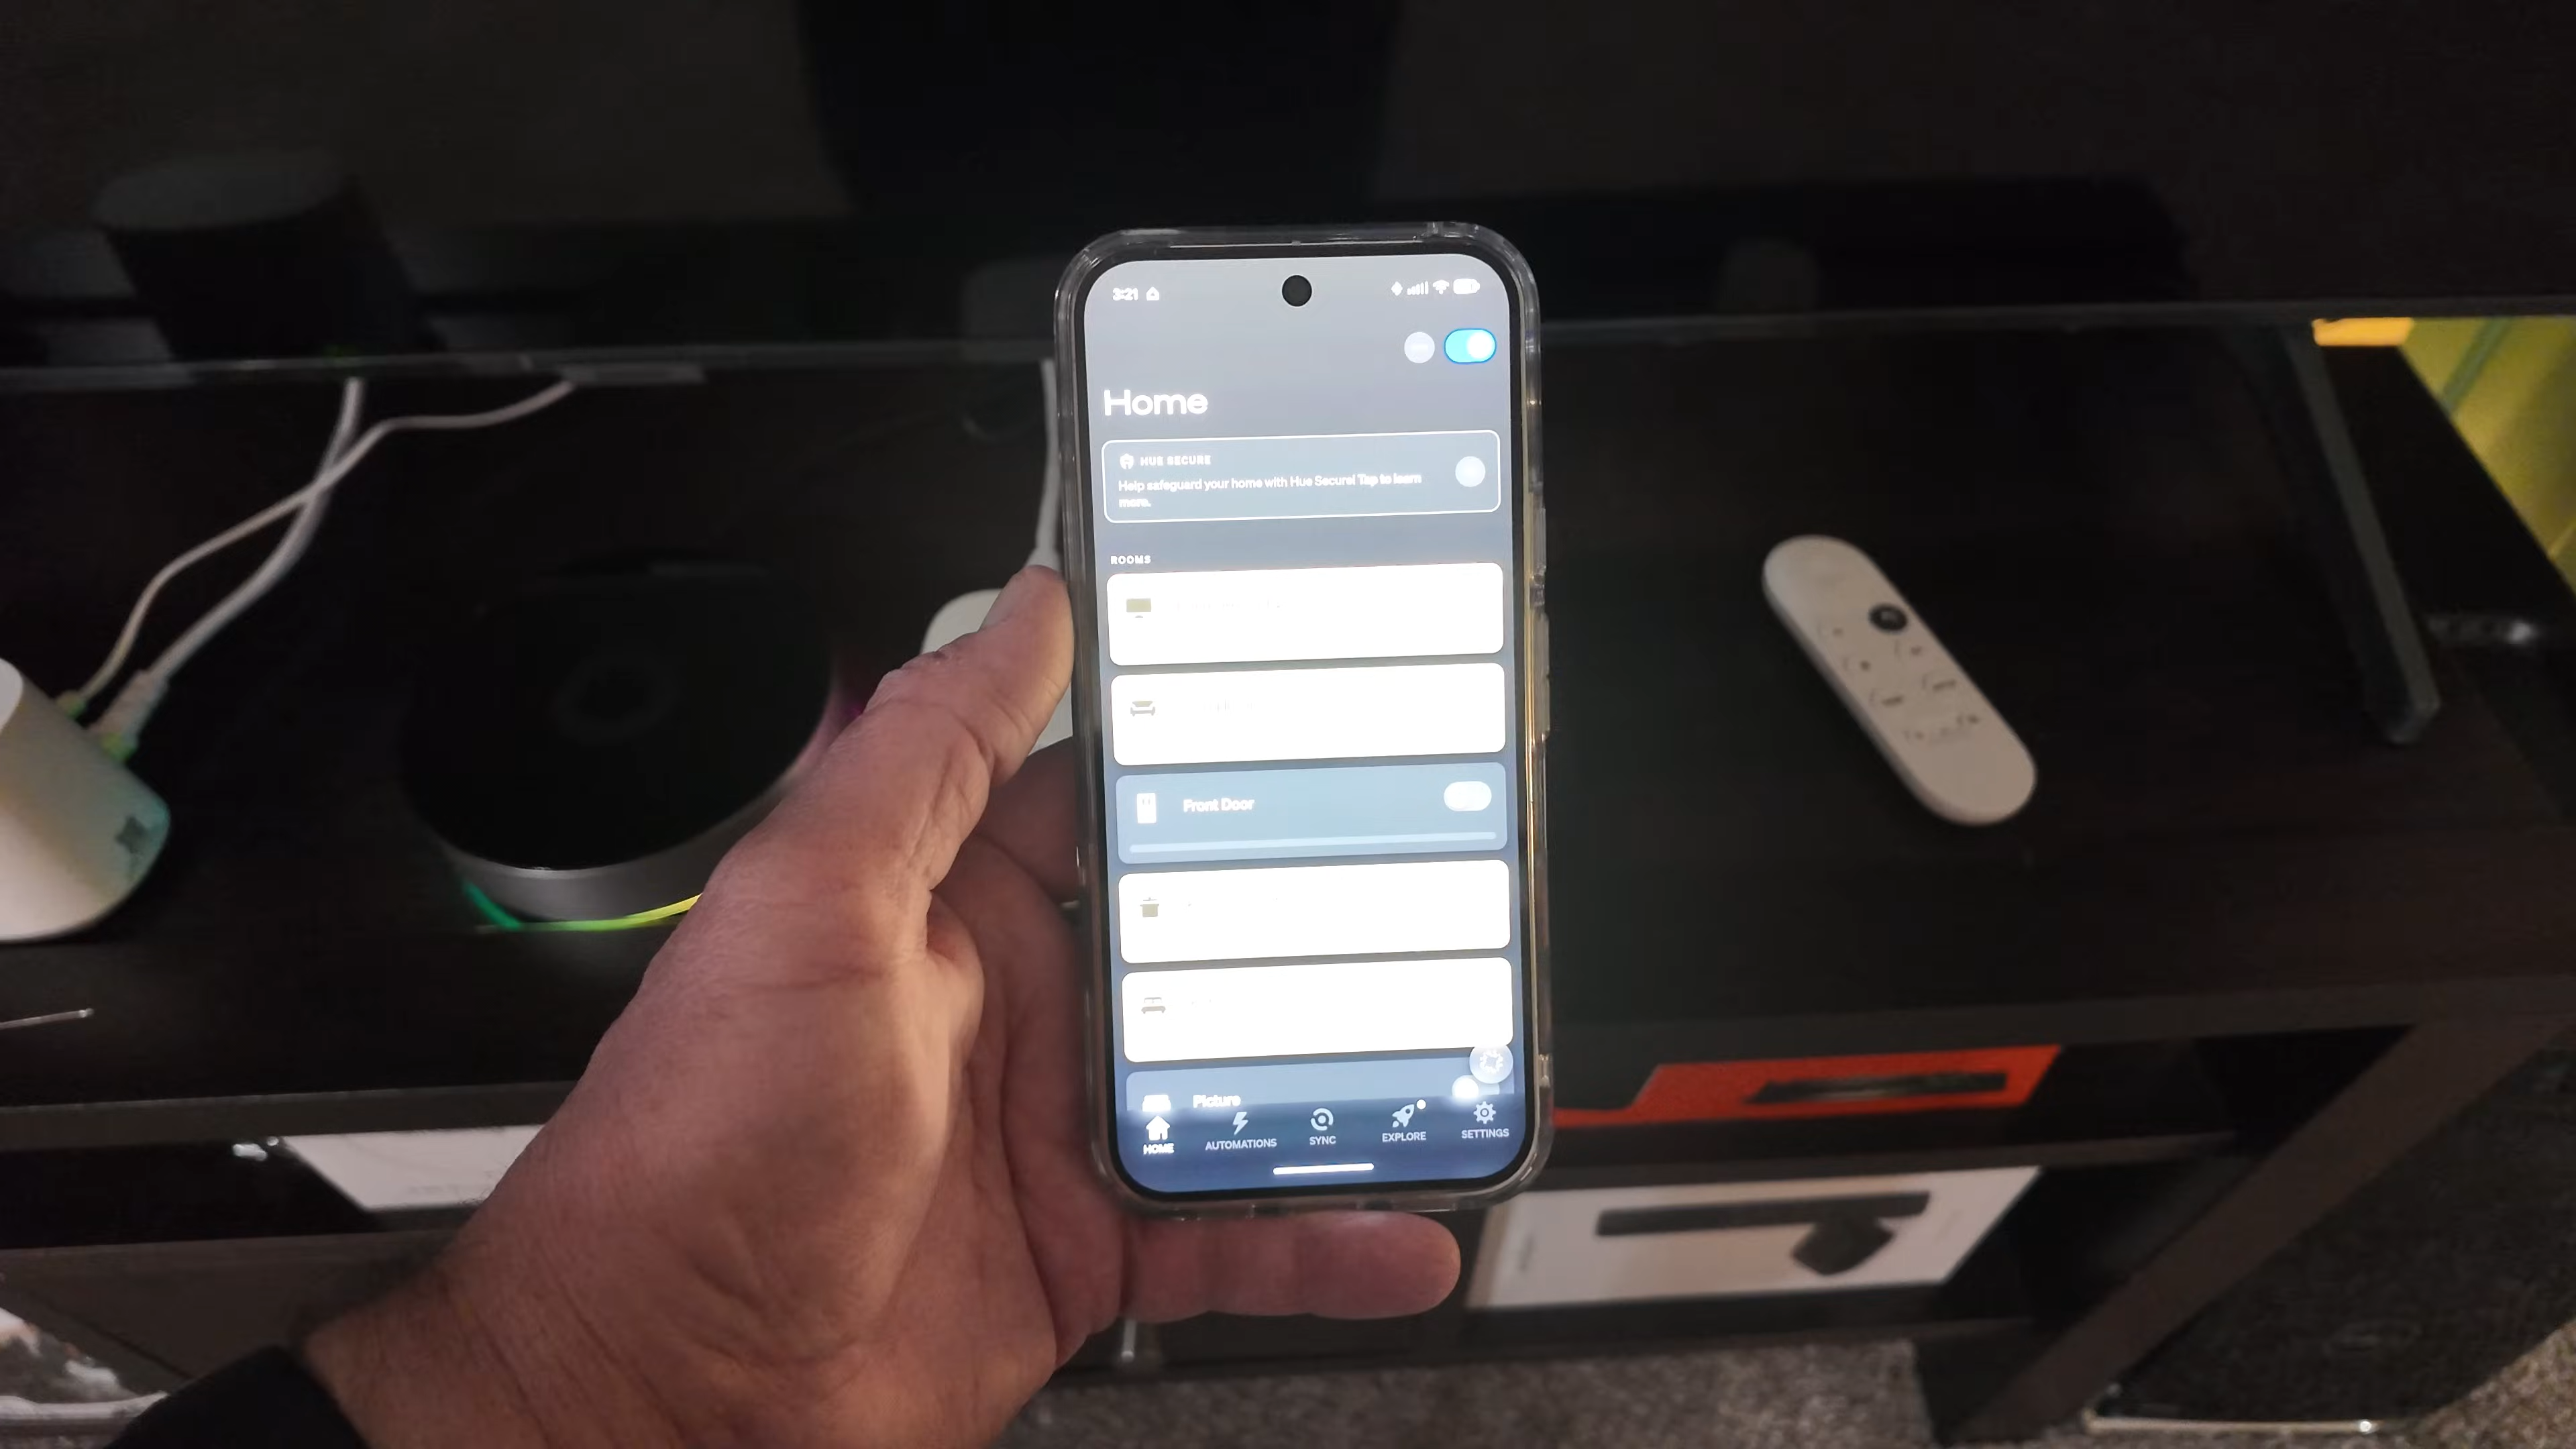 3:21
Home
HUE SECURE
Help safeguard your home with Hue Secure! Tap to learn
more.
ROOMS
Front Door
Picture
HOME
AUTOMATIONS
SYNC
EXPLORE
SETTINGS